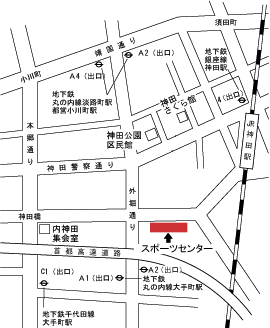 須田町
靖国通り
小川町
A2（出口）
A4（出口）
地下鉄
銀座線
神田駅
地下鉄
丸の内線淡路町駅
都営小川町駅
4（出口）
神田
さくら館
本郷通り
神田公園
区民館
JR神田駅
神田警察通り
外堀通り
神田橋
内神田
集会室
スポーツセンター
首都高速道路
C1（出口）
A1（出口）
A2（出口）
地下鉄
丸の内線大手町駅
地下鉄千代田線
大手町駅